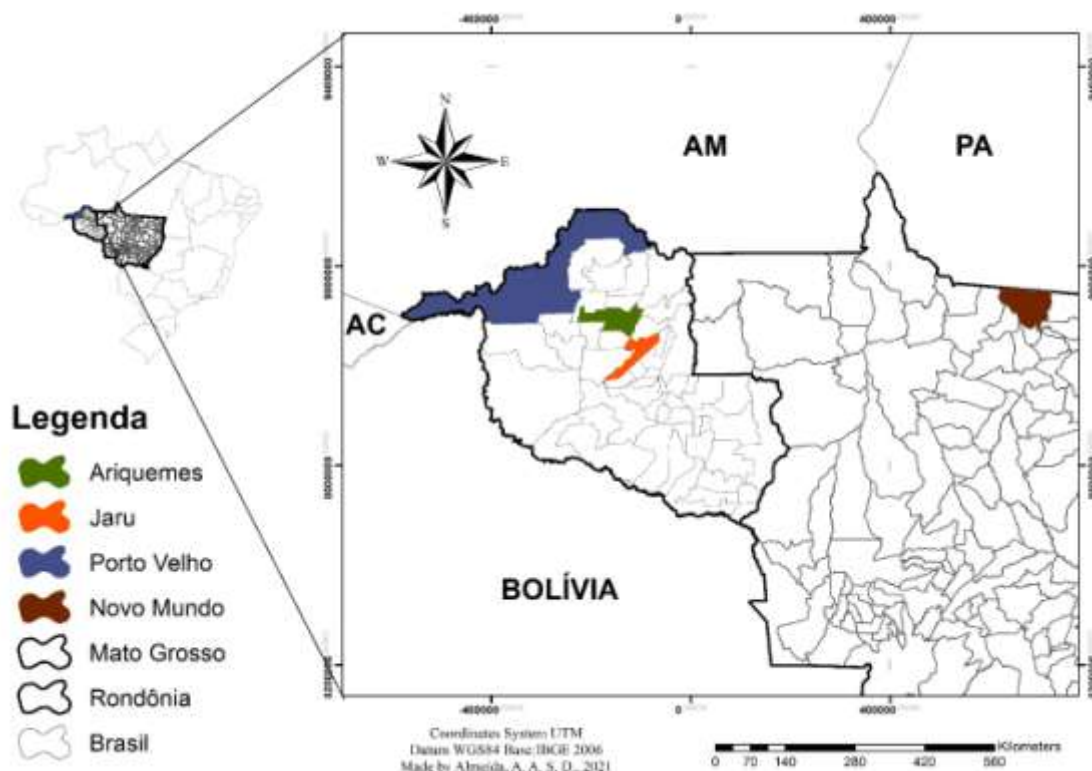 -400000 0 400000
N
W E
S
AM
PA
AC
BOLÍVIA
Legenda
Ariquemes
Jaru
Porto Velho
Novo Mundo
Mato Grosso
Rondônia
Brasil
-400000 0 400000
Coordinates System UTM
Datum WGS84 Base:IBGE 2006
Made by Almeida, A. A. S. D., 2021
Kilometers
0 70 140 280 420 560